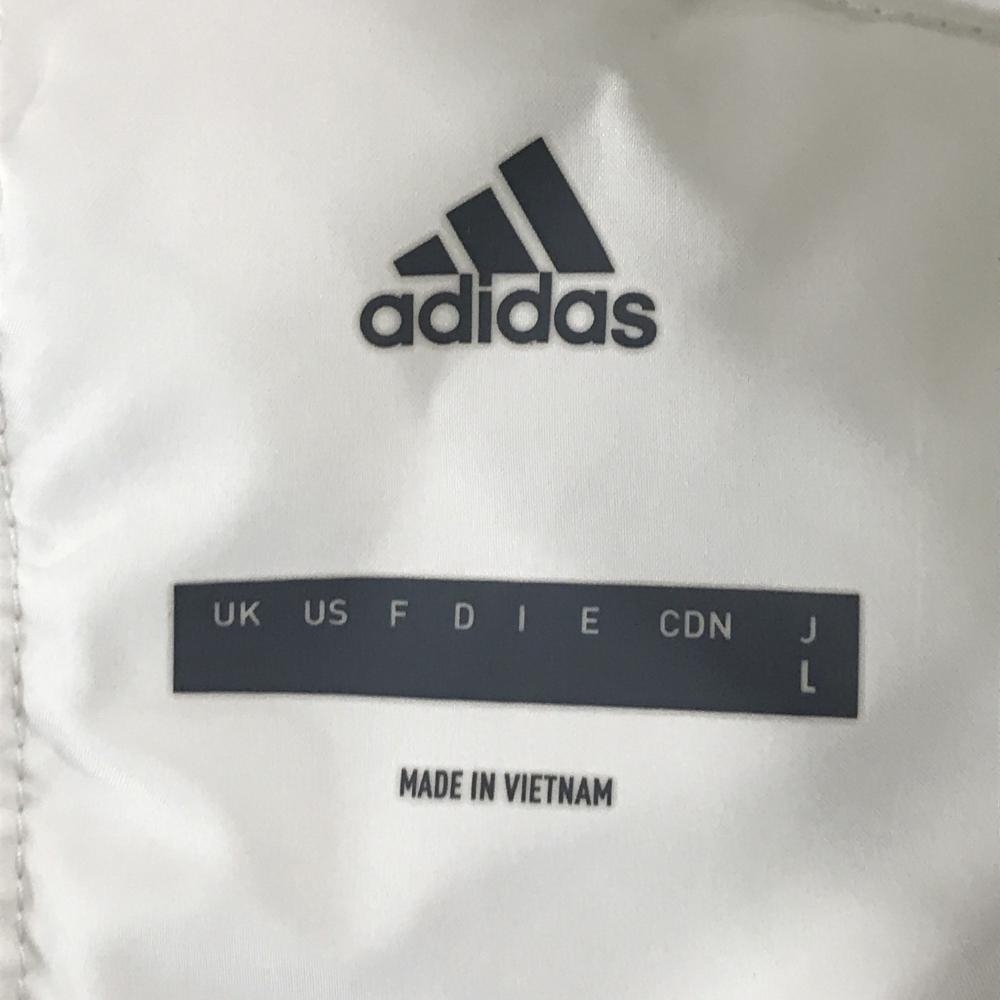 adidas
UK US F D I E CDN J
L
MADE IN VIETNAM